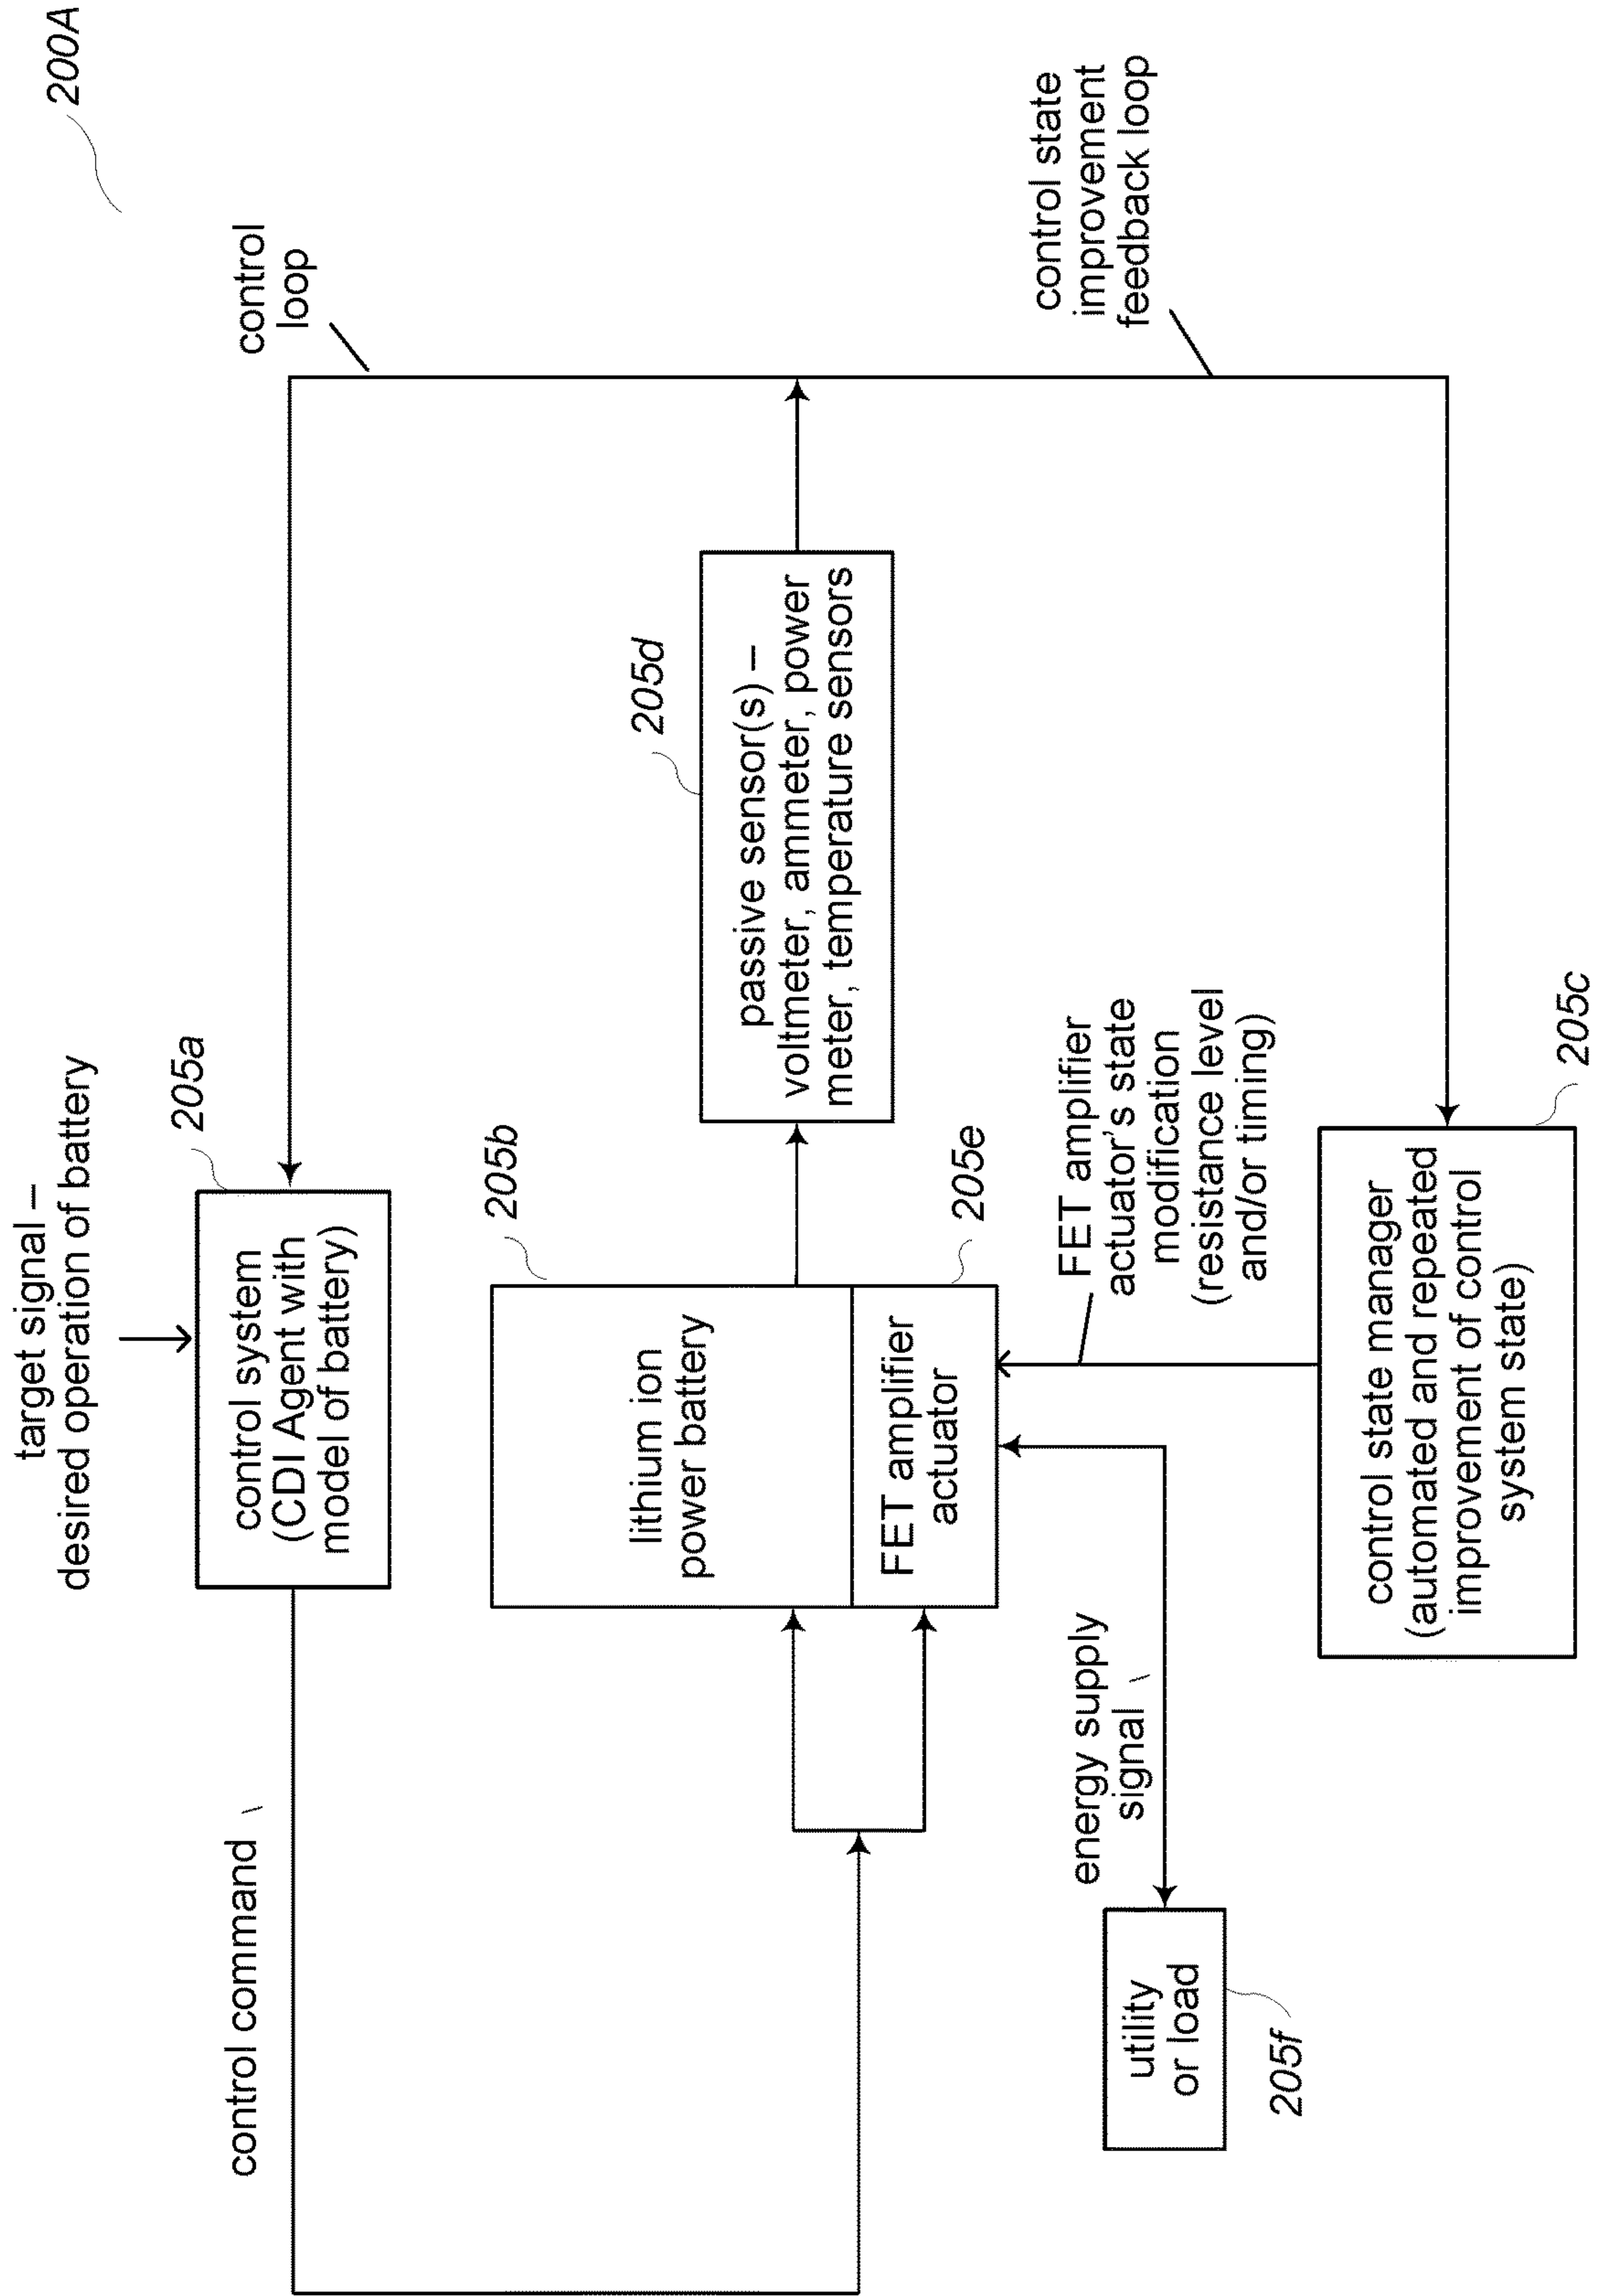 200A
target signal –
desired operation of battery
205a
control system
(CDI Agent with
model of battery)
control
loop
control command
205b
lithium ion
power battery
205e
FET amplifier
actuator
205d
passive sensor(s) –
voltmeter, ammeter, power
meter, temperature sensors
control state
improvement
feedback loop
energy supply
signal
FET amplifier
actuator's state
modification
(resistance level
and/or timing)
utility
or load
205f
control state manager
(automated and repeated
improvement of control
system state)
205c